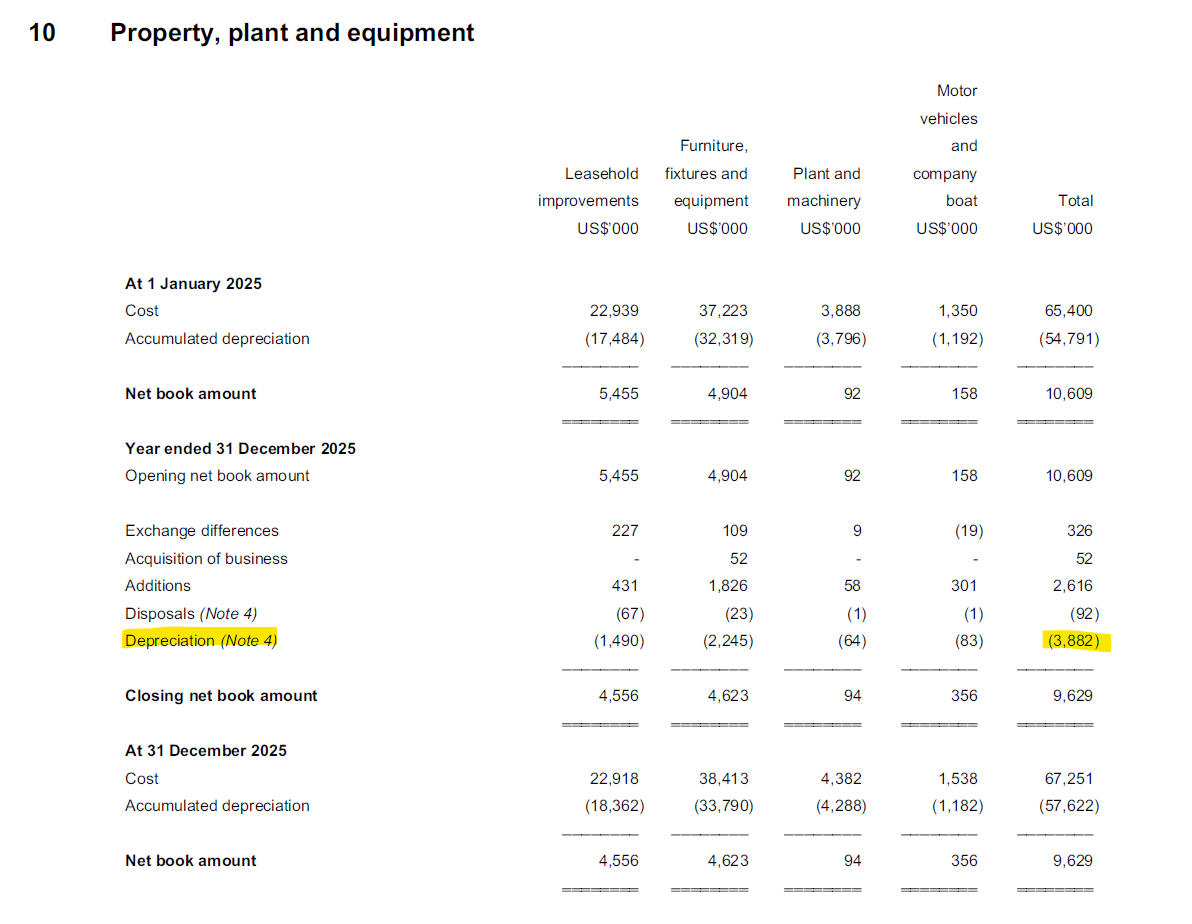 10 Property, plant and equipment
Motor
vehicles
Furniture, and
Leasehold fixtures and Plant and company
improvements equipment machinery boat Total
US$'000 US$'000 US$'000 US$'000 US$'000
At 1 January 2025
Cost 22,939 37,223 3,888 1,350 65,400
Accumulated depreciation (17,484) (32,319) (3,796) (1,192) (54,791)
Net book amount 5,455 4,904 92 158 10,609
Year ended 31 December 2025
Opening net book amount 5,455 4,904 92 158 10,609
Exchange differences 227 109 9 (19) 326
Acquisition of business - 52 - - 52
Additions 431 1,826 58 301 2,616
Disposals (Note 4) (67) (23) (1) (1) (92)
Depreciation (Note 4) (1,490) (2,245) (64) (83) (3,882)
Closing net book amount 4,556 4,623 94 356 9,629
At 31 December 2025
Cost 22,918 38,413 4,382 1,538 67,251
Accumulated depreciation (18,362) (33,790) (4,288) (1,182) (57,622)
Net book amount 4,556 4,623 94 356 9,629